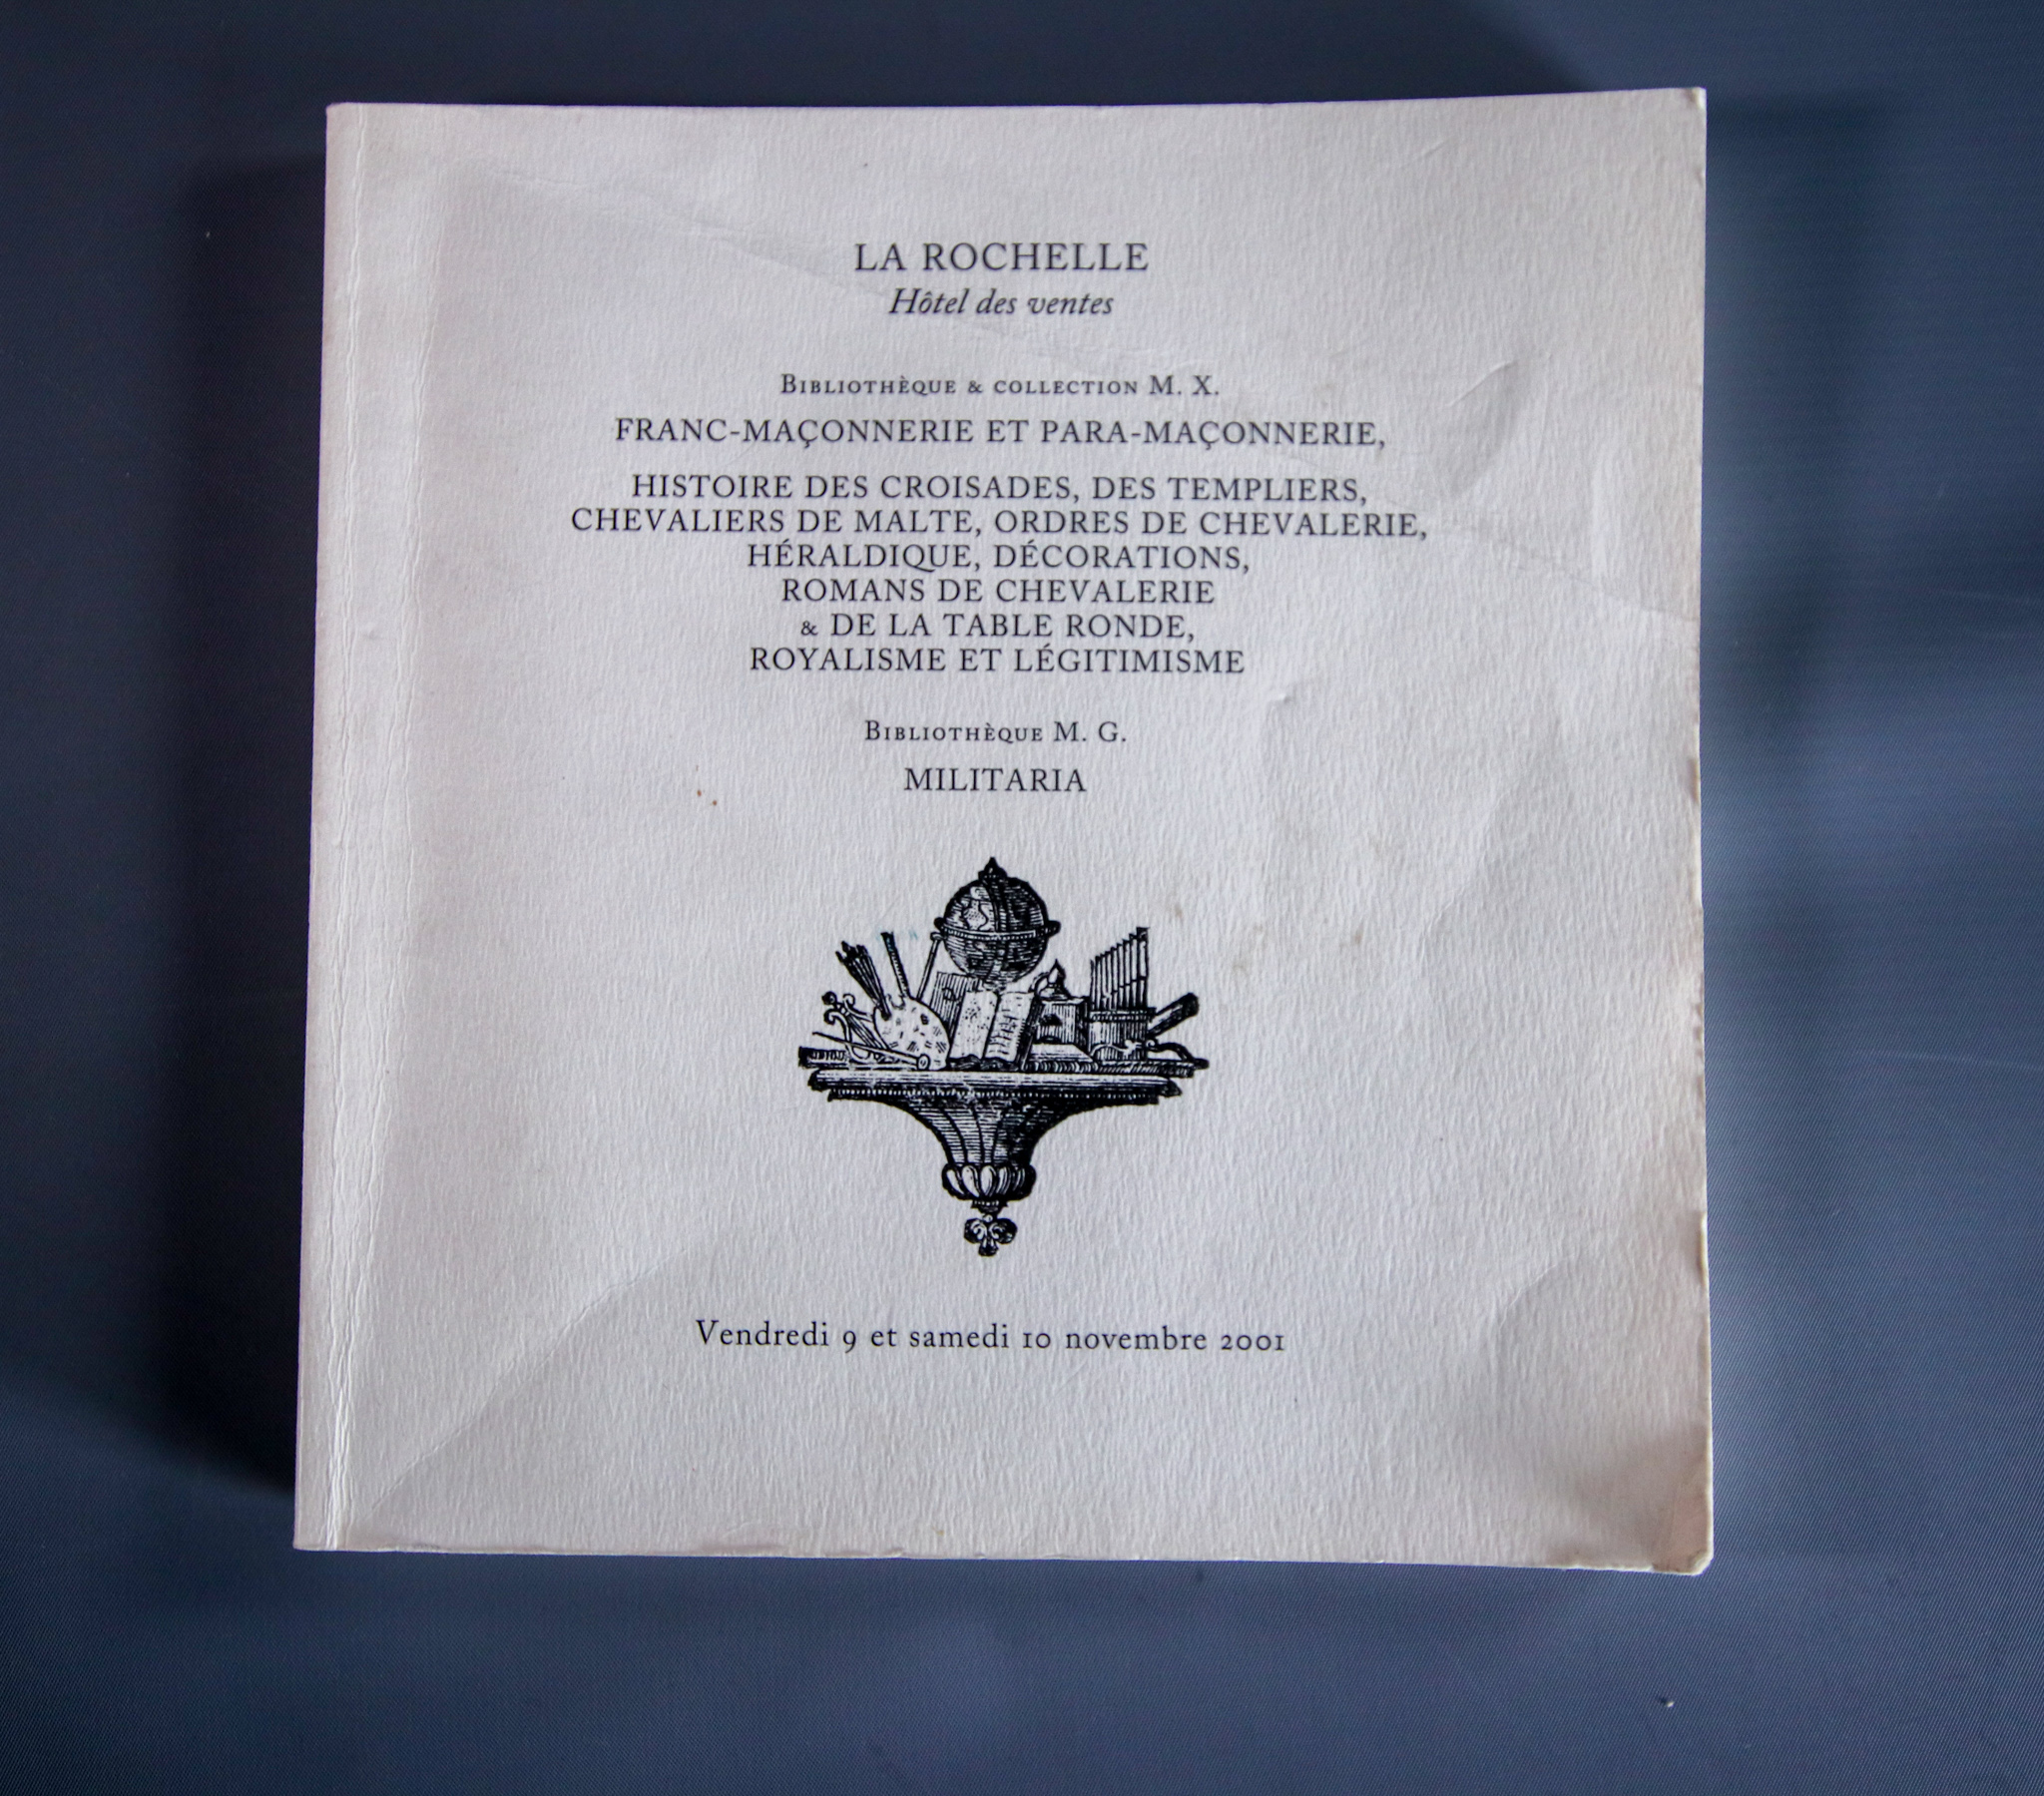 LA ROCHELLE
Hôtel des ventes
Bibliothèque & collection M. X.
FRANC-MAÇONNERIE ET PARA-MAÇONNERIE,
HISTOIRE DES CROISADES, DES TEMPLIERS,
CHEVALIERS DE MALTE, ORDRES DE CHEVALERIE,
HÉRALDIQUE, DÉCORATIONS,
ROMANS DE CHEVALERIE
& DE LA TABLE RONDE,
ROYALISME ET LÉGITIMISME
Bibliothèque M. G.
MILITARIA
Vendredi 9 et samedi 10 novembre 2001